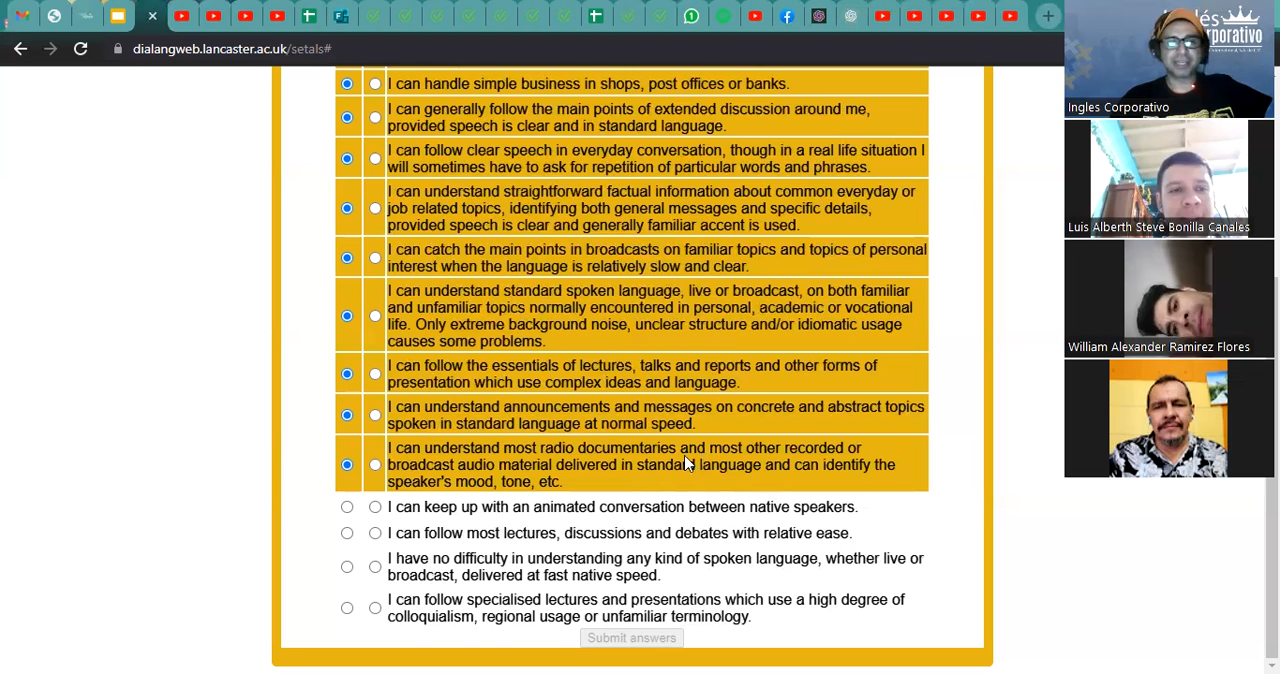 dialangweb.lancaster.ac.uk/setals#
I can handle simple business in shops, post offices or banks.
I can generally follow the main points of extended discussion around me,
provided speech is clear and in standard language.
I can follow clear speech in everyday conversation, though in a real life situation I
will sometimes have to ask for repetition of particular words and phrases.
I can understand straightforward factual information about common everyday or
job related topics, identifying both general messages and specific details,
provided speech is clear and generally familiar accent is used.
I can catch the main points in broadcasts on familiar topics and topics of personal
interest when the language is relatively slow and clear.
I can understand standard spoken language, live or broadcast, on both familiar
and unfamiliar topics normally encountered in personal, academic or vocational
life. Only extreme background noise, unclear structure and/or idiomatic usage
causes some problems.
I can follow the essentials of lectures, talks and reports and other forms of
presentation which use complex ideas and language.
I can understand announcements and messages on concrete and abstract topics
spoken in standard language at normal speed.
I can understand most radio documentaries and most other recorded or
broadcast audio material delivered in standard language and can identify the
speaker's mood, tone, etc.
I can keep up with an animated conversation between native speakers.
I can follow most lectures, discussions and debates with relative ease.
I have no difficulty in understanding any kind of spoken language, whether live or
broadcast, delivered at fast native speed.
I can follow specialised lectures and presentations which use a high degree of
colloquialism, regional usage or unfamiliar terminology.
Submit answers
Ingles Corporativo
Luis Alberth Steve Bonilla Canales
William Alexander Ramirez Flores